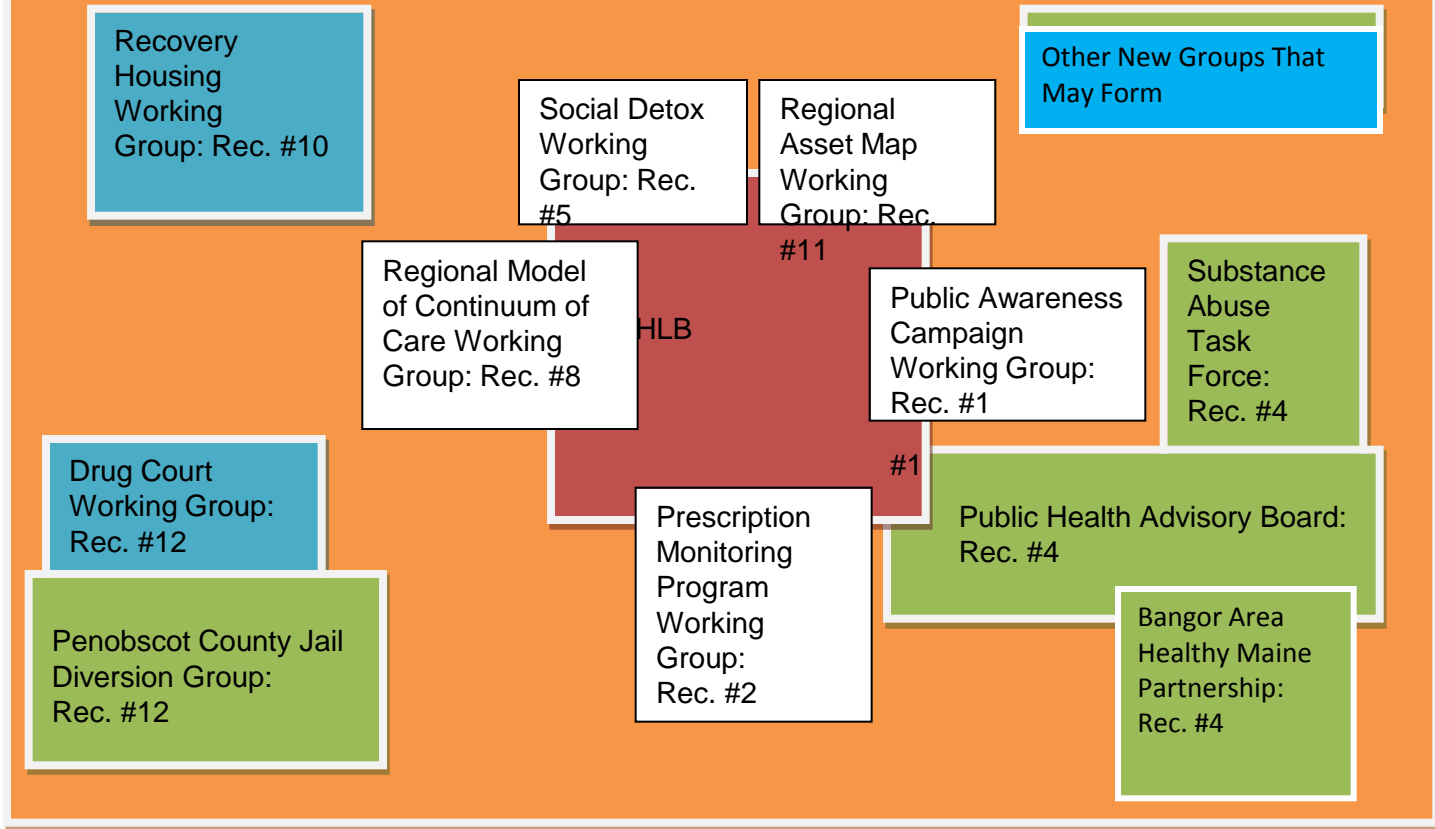 Recovery
Housing
Working
Group: Rec. #10
Social Detox
Working
Group: Rec.
#5
Regional
Asset Map
Working
Group: Rec.
#11
Other New Groups That
May Form
Regional Model
of Continuum of
Care Working
Group: Rec. #8
HLB
Public Awareness
Campaign
Working Group:
Rec. #1
#1
Substance
Abuse
Task
Force:
Rec. #4
Drug Court
Working Group:
Rec. #12
Penobscot County Jail
Diversion Group:
Rec. #12
Prescription
Monitoring
Program
Working
Group:
Rec. #2
Public Health Advisory Board:
Rec. #4
Bangor Area
Healthy Maine
Partnership:
Rec. #4